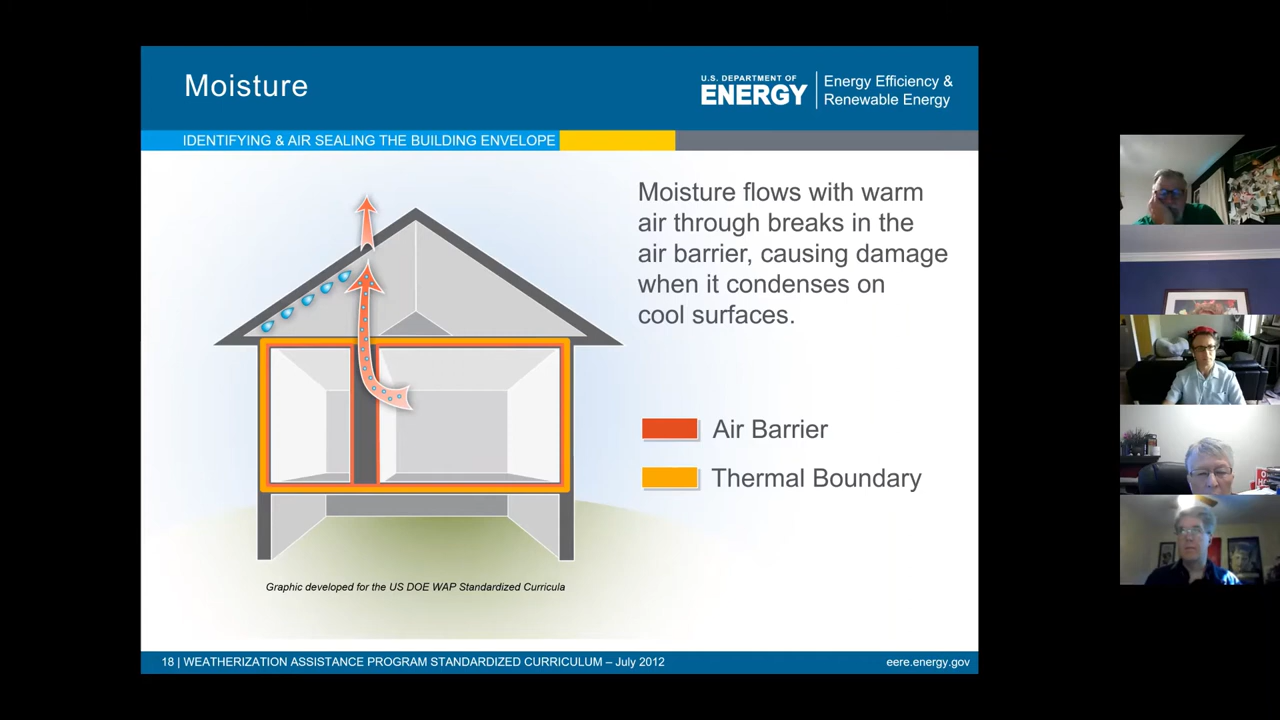 Moisture
U.S. DEPARTMENT OF
ENERGY
Energy Efficiency &
Renewable Energy
IDENTIFYING & AIR SEALING THE BUILDING ENVELOPE
Moisture flows with warm
air through breaks in the
air barrier, causing damage
when it condenses on
cool surfaces.
Air Barrier
Thermal Boundary
Graphic developed for the US DOE WAP Standardized Curricula
18 | WEATHERIZATION ASSISTANCE PROGRAM STANDARDIZED CURRICULUM – July 2012
eere.energy.gov